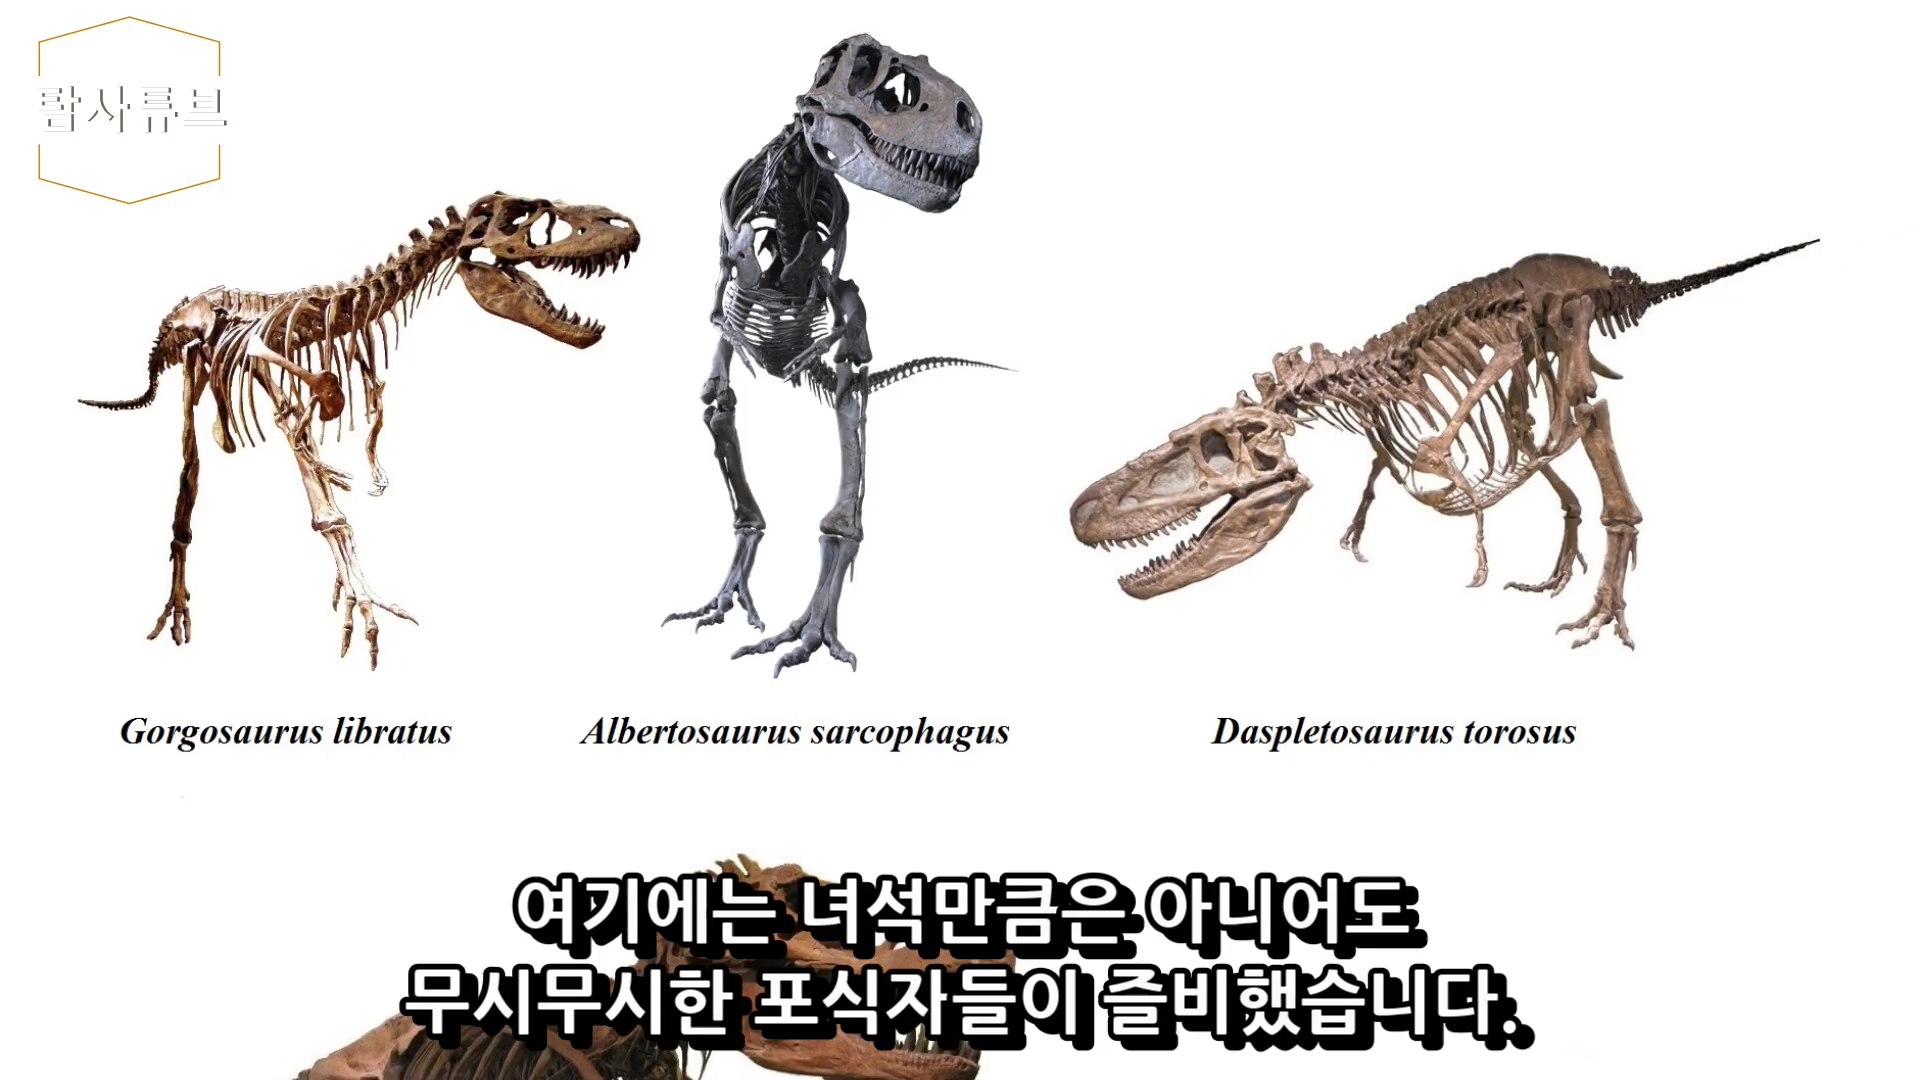 탐사튜브
Gorgosaurus libratus
Albertosaurus sarcophagus
Daspletosaurus torosus
여기에는 녀석만큼은 아니어도
무시무시한 포식자들이 즐비했습니다.